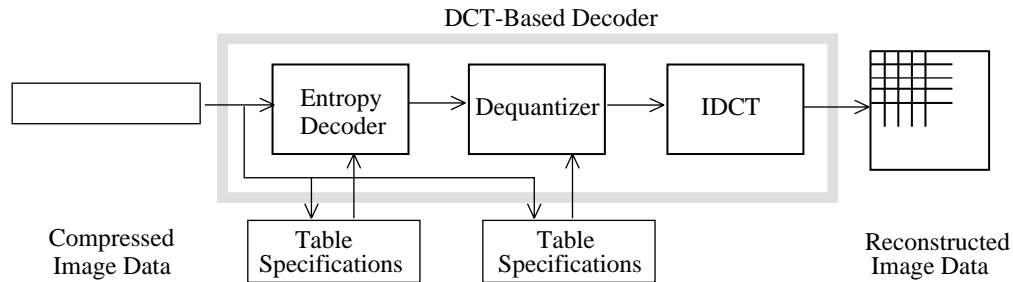 DCT-Based Decoder
Entropy
Decoder
Dequantizer
IDCT
Compressed
Image Data
Table
Specifications
Table
Specifications
Reconstructed
Image Data